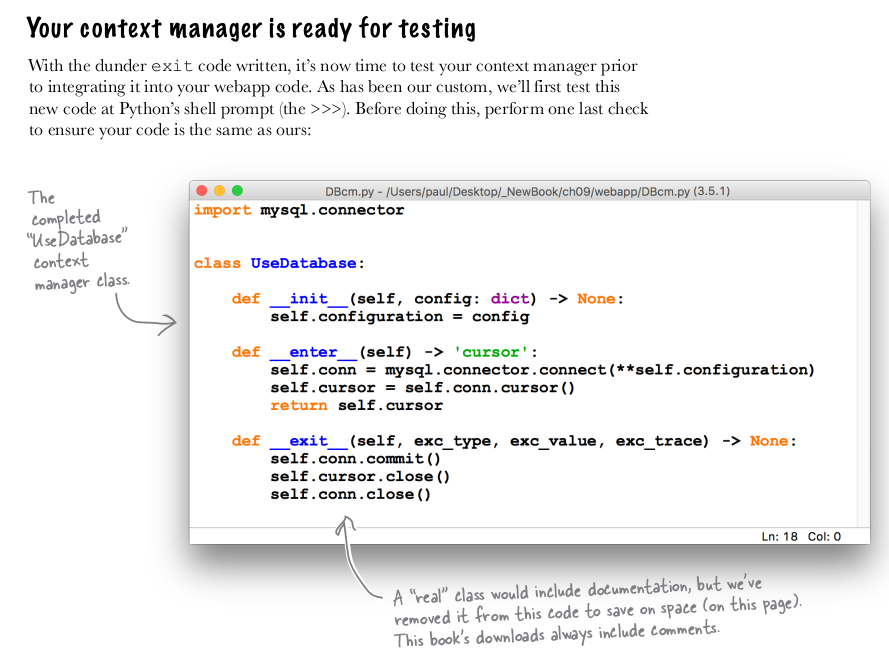 Your context manager is ready for testing
With the dunder exit code written, it’s now time to test your context manager prior
to integrating it into your webapp code. As has been our custom, we’ll first test this
new code at Python’s shell prompt (the >>>). Before doing this, perform one last check
to ensure your code is the same as ours:
The
completed
“UseDatabase”
context
manager class.
DBcm.py - /Users/paul/Desktop/_NewBook/ch09/webapp/DBcm.py (3.5.1)
import mysql.connector
class UseDatabase:
    def __init__(self, config: dict) -> None:
        self.configuration = config
    def __enter__(self) -> 'cursor':
        self.conn = mysql.connector.connect(**self.configuration)
        self.cursor = self.conn.cursor()
        return self.cursor
    def __exit__(self, exc_type, exc_value, exc_trace) -> None:
        self.conn.commit()
        self.cursor.close()
        self.conn.close()
Ln: 18 Col: 0
A “real” class would include documentation, but we’ve
removed it from this code to save on space (on this page).
This book’s downloads always include comments.